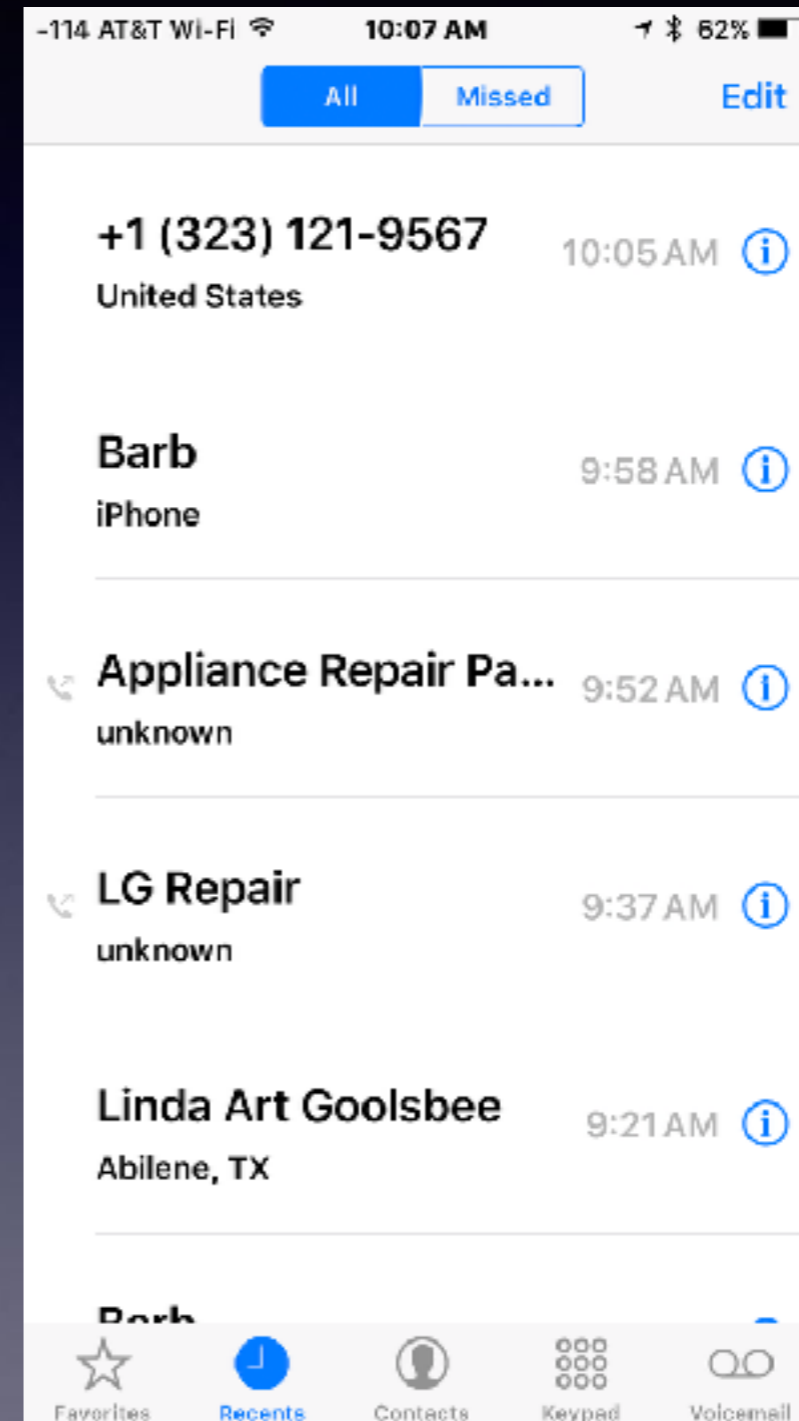 -114 AT&T Wi-Fi 10:07 AM 62%
All Missed Edit
+1 (323) 121-9567 10:05 AM
United States
Barb 9:58 AM
iPhone
Appliance Repair Pa... 9:52 AM
unknown
LG Repair 9:37 AM
unknown
Linda Art Goolsbee 9:21 AM
Abilene, TX
Barb
Favorites Recents Contacts Keypad Voicemail